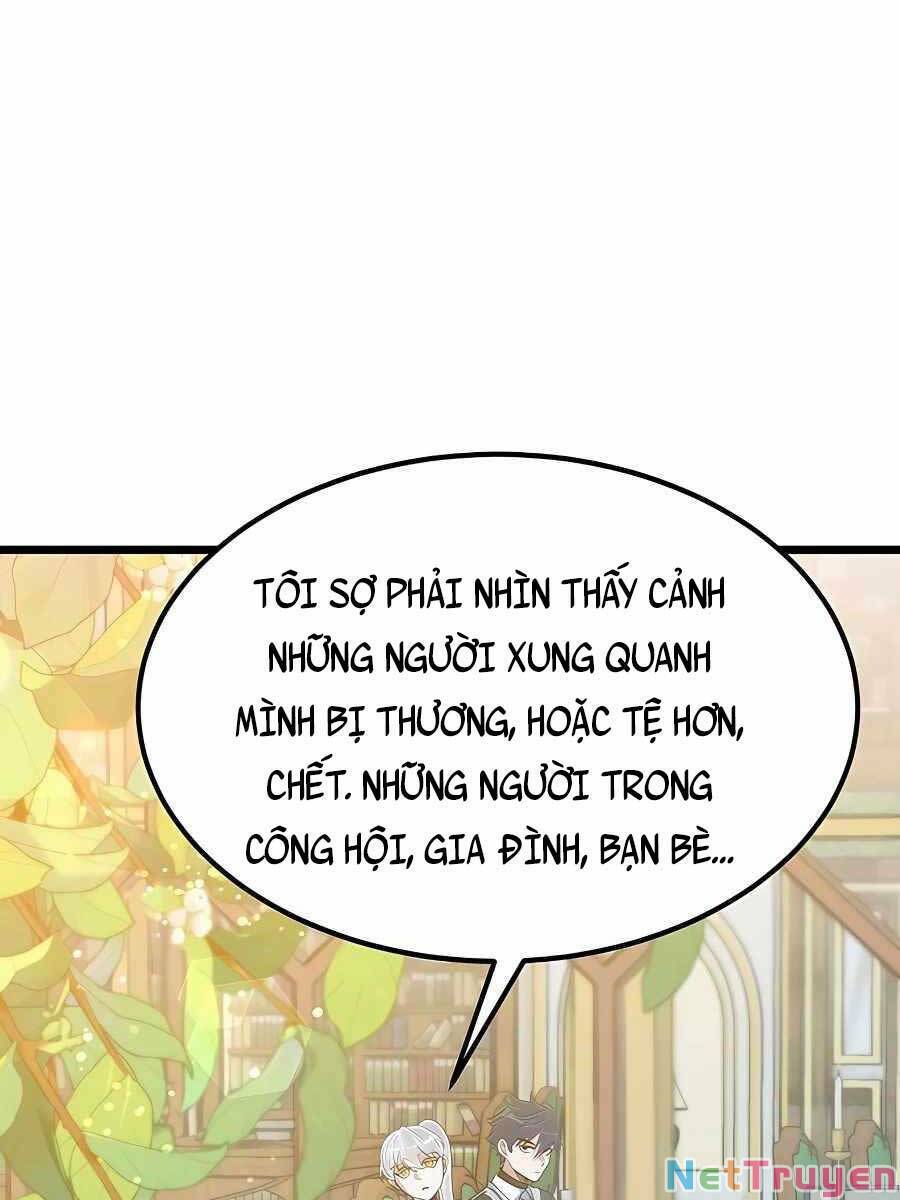 TÔI SỢ PHẢI NHÌN THẤY CẢNH
NHỮNG NGƯỜI XUNG QUANH
MÌNH BỊ THƯƠNG, HOẶC TỆ HƠN,
CHẾT. NHỮNG NGƯỜI TRONG
CÔNG HỘI, GIA ĐÌNH, BẠN BÈ...
NetTruyen